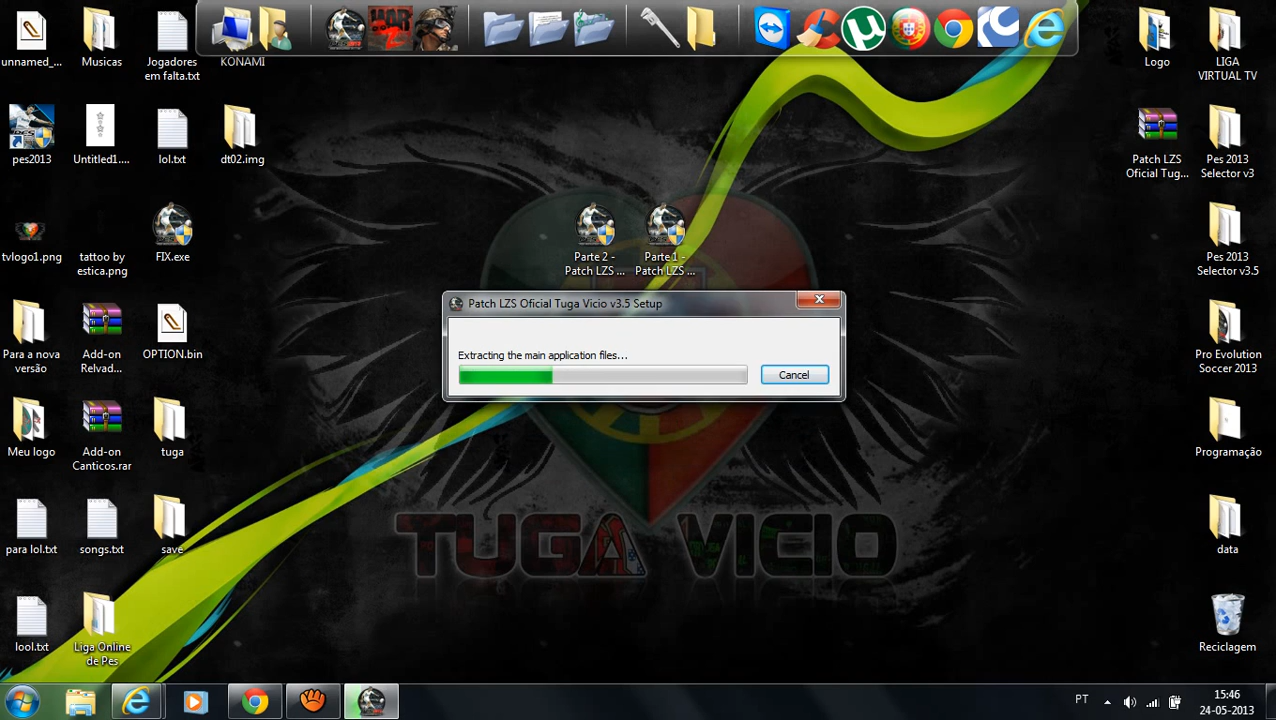 unnamed_...
Musicas
Jogadores
em falta.txt
KONAMI
Logo
LIGA
VIRTUAL TV
pes2013
Untitled1....
lol.txt
dt02.img
Patch LZS
Oficial Tug...
Pes 2013
Selector v3
tvlogo1.png
tattoo by
estica.png
FIX.exe
Parte 2 -
Patch LZS ...
Parte 1 -
Patch LZS ...
Pes 2013
Selector v3.5
Patch LZS Oficial Tuga Vicio v3.5 Setup
Extracting the main application files...
Cancel
Para a nova
versão
Add-on
Relvad...
OPTION.bin
Pro Evolution
Soccer 2013
Meu logo
Add-on
Canticos.rar
tuga
Programação
TUGA VICIO
para lol.txt
songs.txt
save
data
lool.txt
Liga Online
de Pes
Reciclagem
PT
15:46
24-05-2013